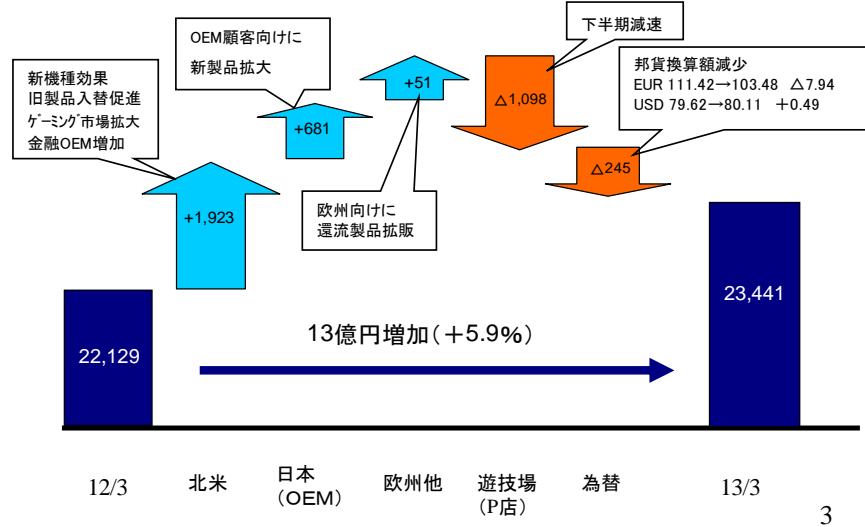 下半期減速
OEM顧客向けに
新製品拡大
邦貨換算額減少
EUR 111.42→103.48 △7.94
USD 79.62→80.11 +0.49
新機種効果
旧製品入替促進
ｹﾞｰﾐﾝｸﾞ市場拡大
金融OEM増加
+51
△1,098
+681
△245
+1,923
欧州向けに
還流製品拡販
22,129
23,441
13億円増加(＋5.9%)
12/3
北米
日本
(OEM)
欧州他
遊技場
(P店)
為替
13/3
3